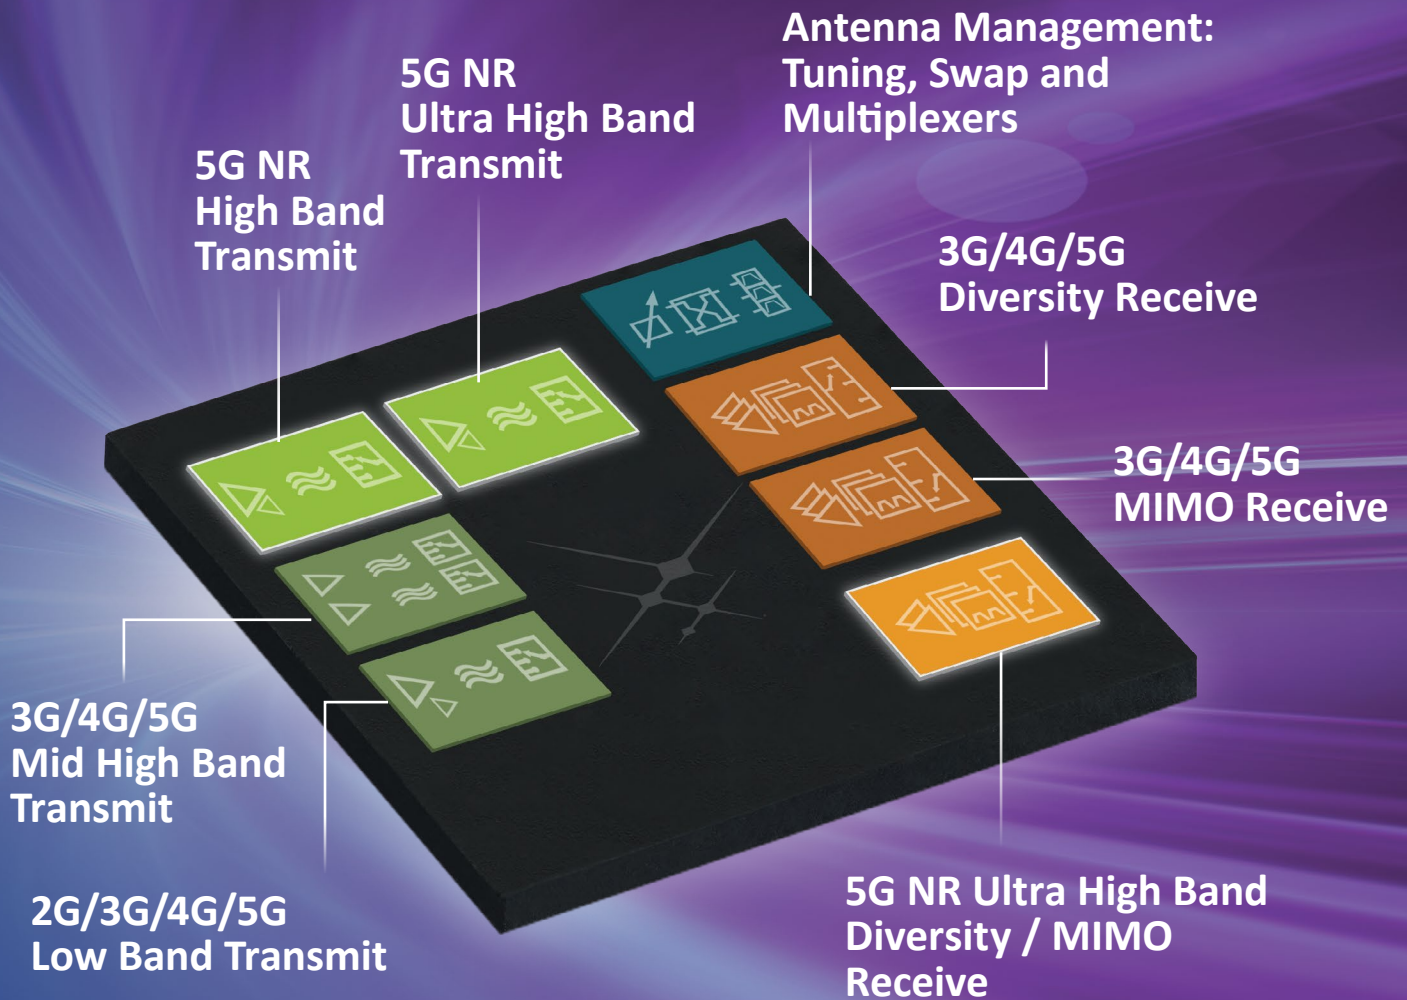 Antenna Management:
Tuning, Swap and
Multiplexers
5G NR
Ultra High Band
Transmit
5G NR
High Band
Transmit
3G/4G/5G
Diversity Receive
3G/4G/5G
MIMO Receive
3G/4G/5G
Mid High Band
Transmit
2G/3G/4G/5G
Low Band Transmit
5G NR Ultra High Band
Diversity / MIMO
Receive